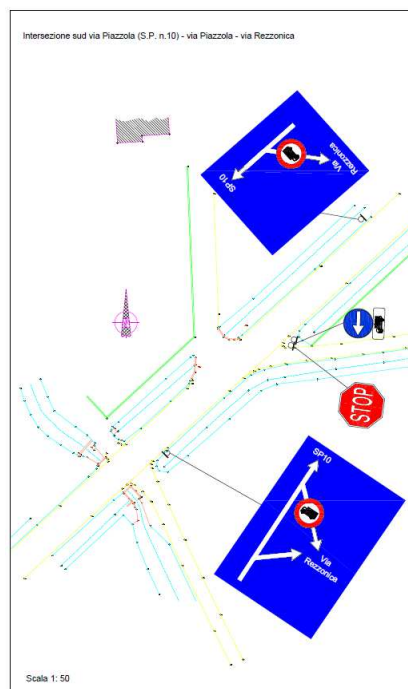 Intersezione sud via Piazzola (S.P. n.10) - via Piazzola - via Rezzonica
Via
Rezzonica
SP10
STOP
SP10
Via
Rezzonica
Scala 1: 50